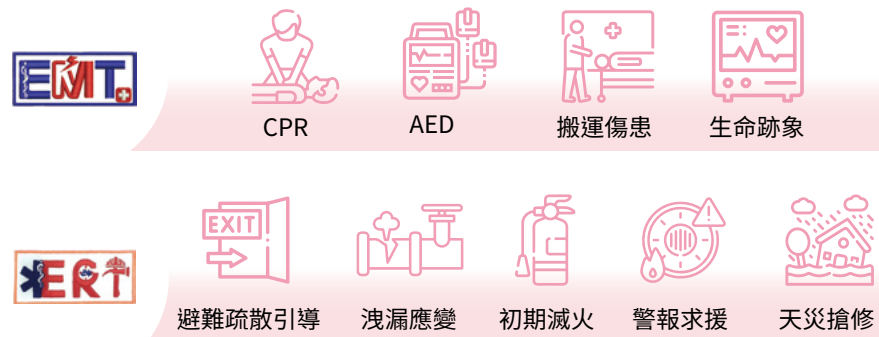 EMT
CPR
AED
搬運傷患
生命跡象
EXIT
ERT
避難疏散引導
洩漏應變
初期滅火
警報求援
天災搶修